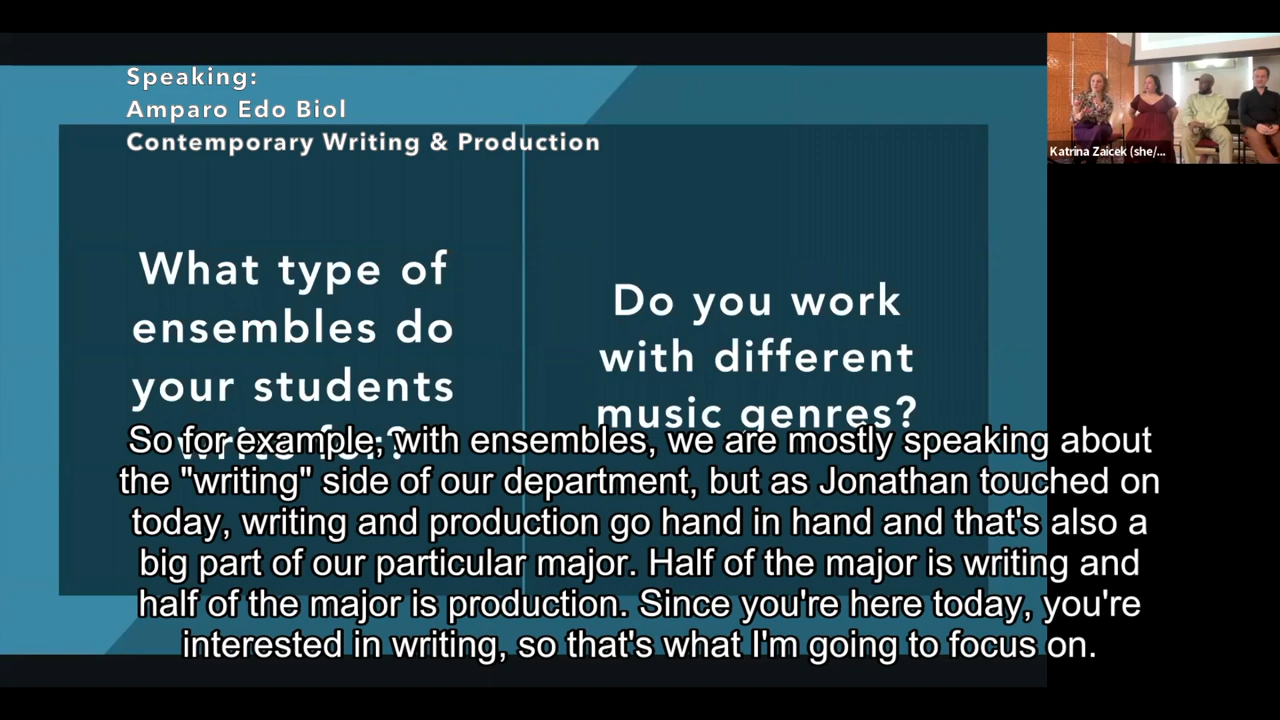 Speaking:
Amparo Edo Biol
Contemporary Writing & Production
Katrina Zaicek (she/...
What type of
ensembles do
your students
write for?
Do you work
with different
music genres?
So for example, with ensembles, we are mostly speaking about
the "writing" side of our department, but as Jonathan touched on
today, writing and production go hand in hand and that's also a
big part of our particular major. Half of the major is writing and
half of the major is production. Since you're here today, you're
interested in writing, so that's what I'm going to focus on.